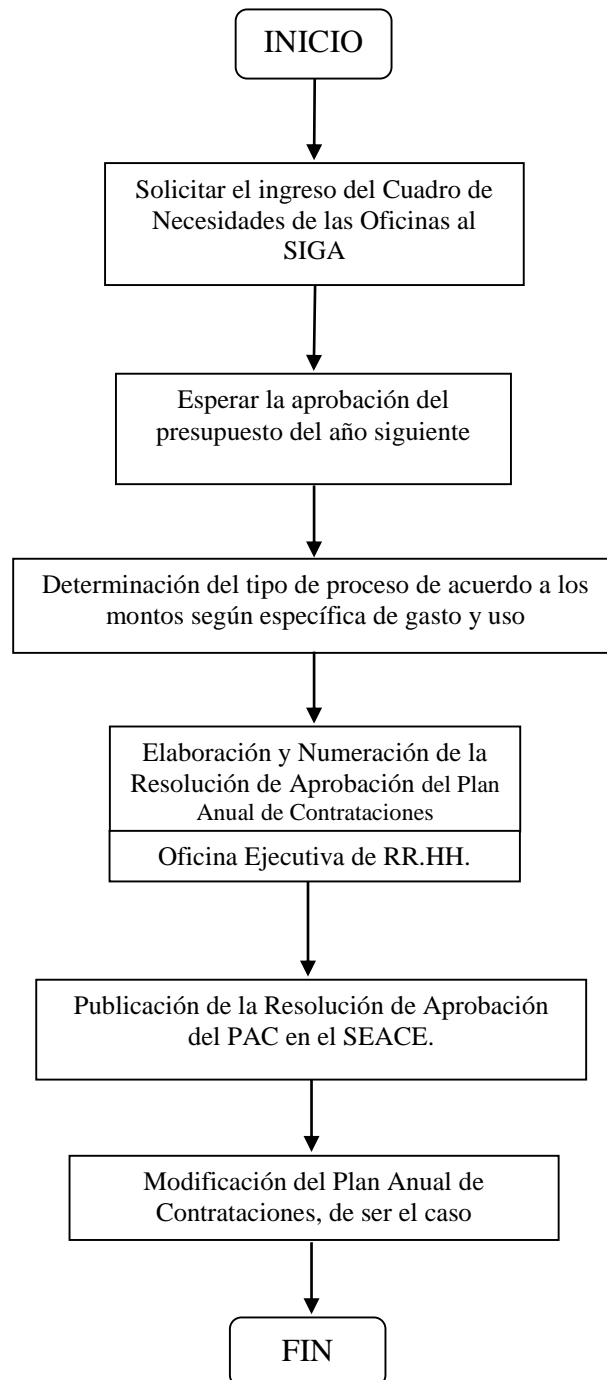 INICIO
Solicitar el ingreso del Cuadro de
Necesidades de las Oficinas al
SIGA
Esperar la aprobación del
presupuesto del año siguiente
Determinación del tipo de proceso de acuerdo a los
montos según específica de gasto y uso
Elaboración y Numeración de la
Resolución de Aprobación del Plan
Anual de Contrataciones
Oficina Ejecutiva de RR.HH.
Publicación de la Resolución de Aprobación
del PAC en el SEACE.
Modificación del Plan Anual de
Contrataciones, de ser el caso
FIN